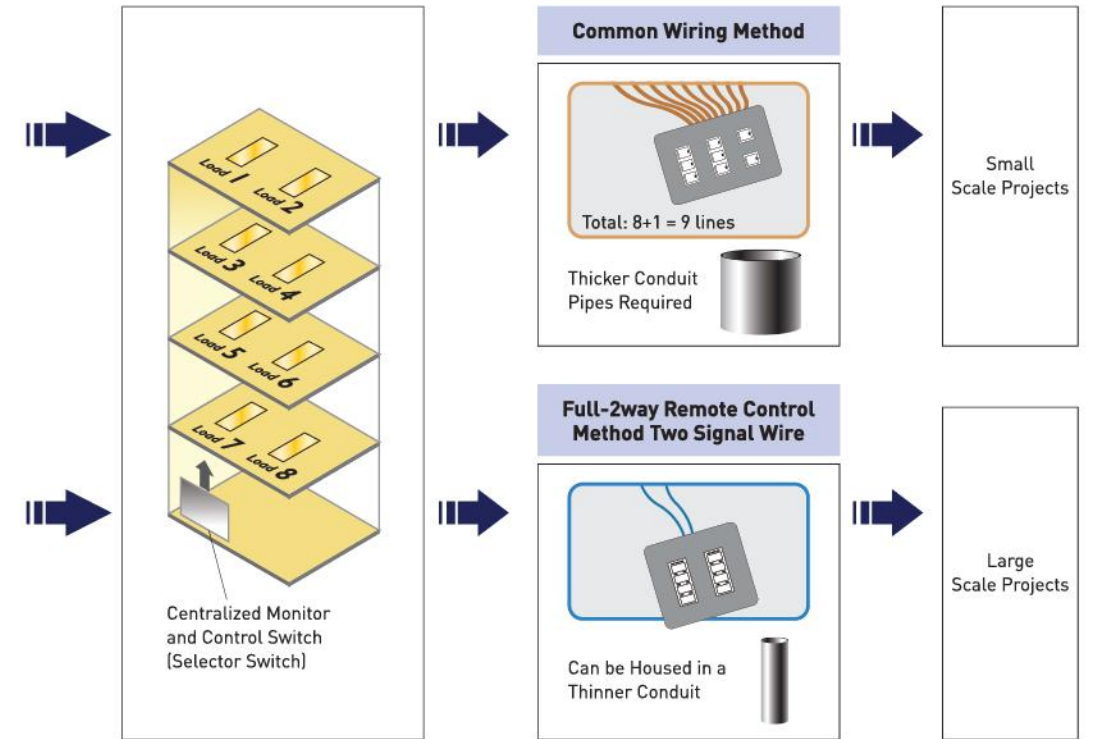 Load 1
Load 2
Load 3
Load 4
Load 5
Load 6
Load 7
Load 8
Centralized Monitor
and Control Switch
(Selector Switch)
Common Wiring Method
Total: 8+1 = 9 lines
Thicker Conduit
Pipes Required
Small
Scale Projects
Full-2way Remote Control
Method Two Signal Wire
Can be Housed in a
Thinner Conduit
Large
Scale Projects